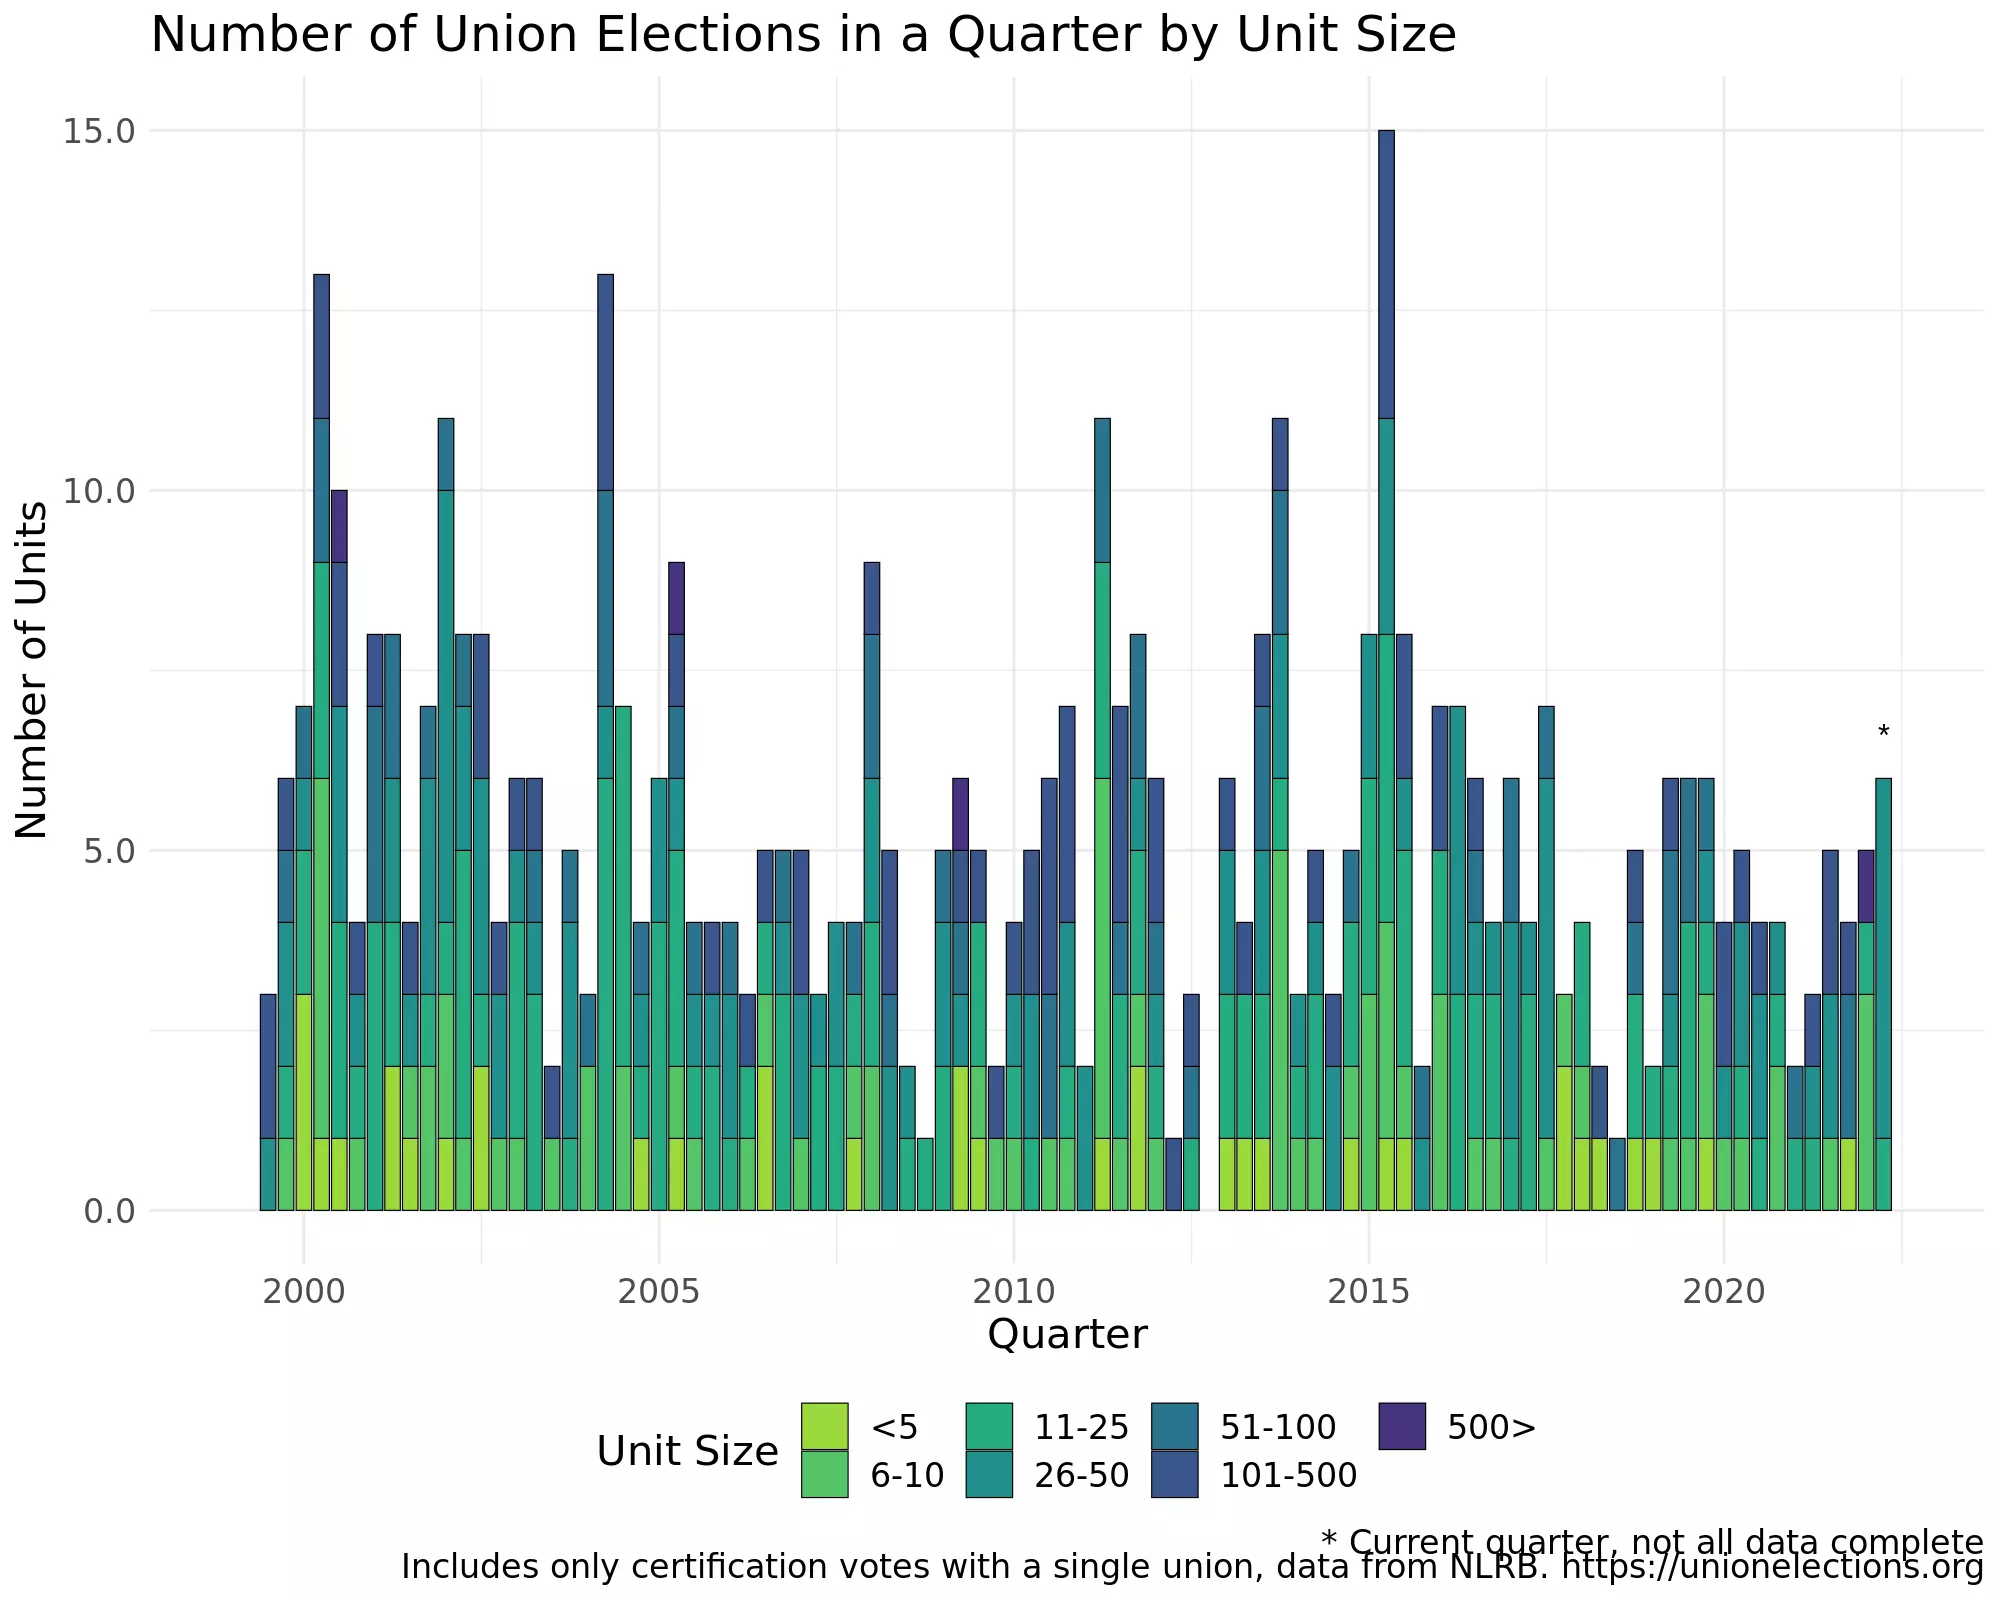 Number of Union Elections in a Quarter by Unit Size
Number of Units
15.0
10.0
5.0
0.0
*
2000 2005 2010 2015 2020
Quarter
Unit Size
<5 11-25 51-100 500>
6-10 26-50 101-500
* Current quarter, not all data complete
Includes only certification votes with a single union, data from NLRB. https://unionelections.org